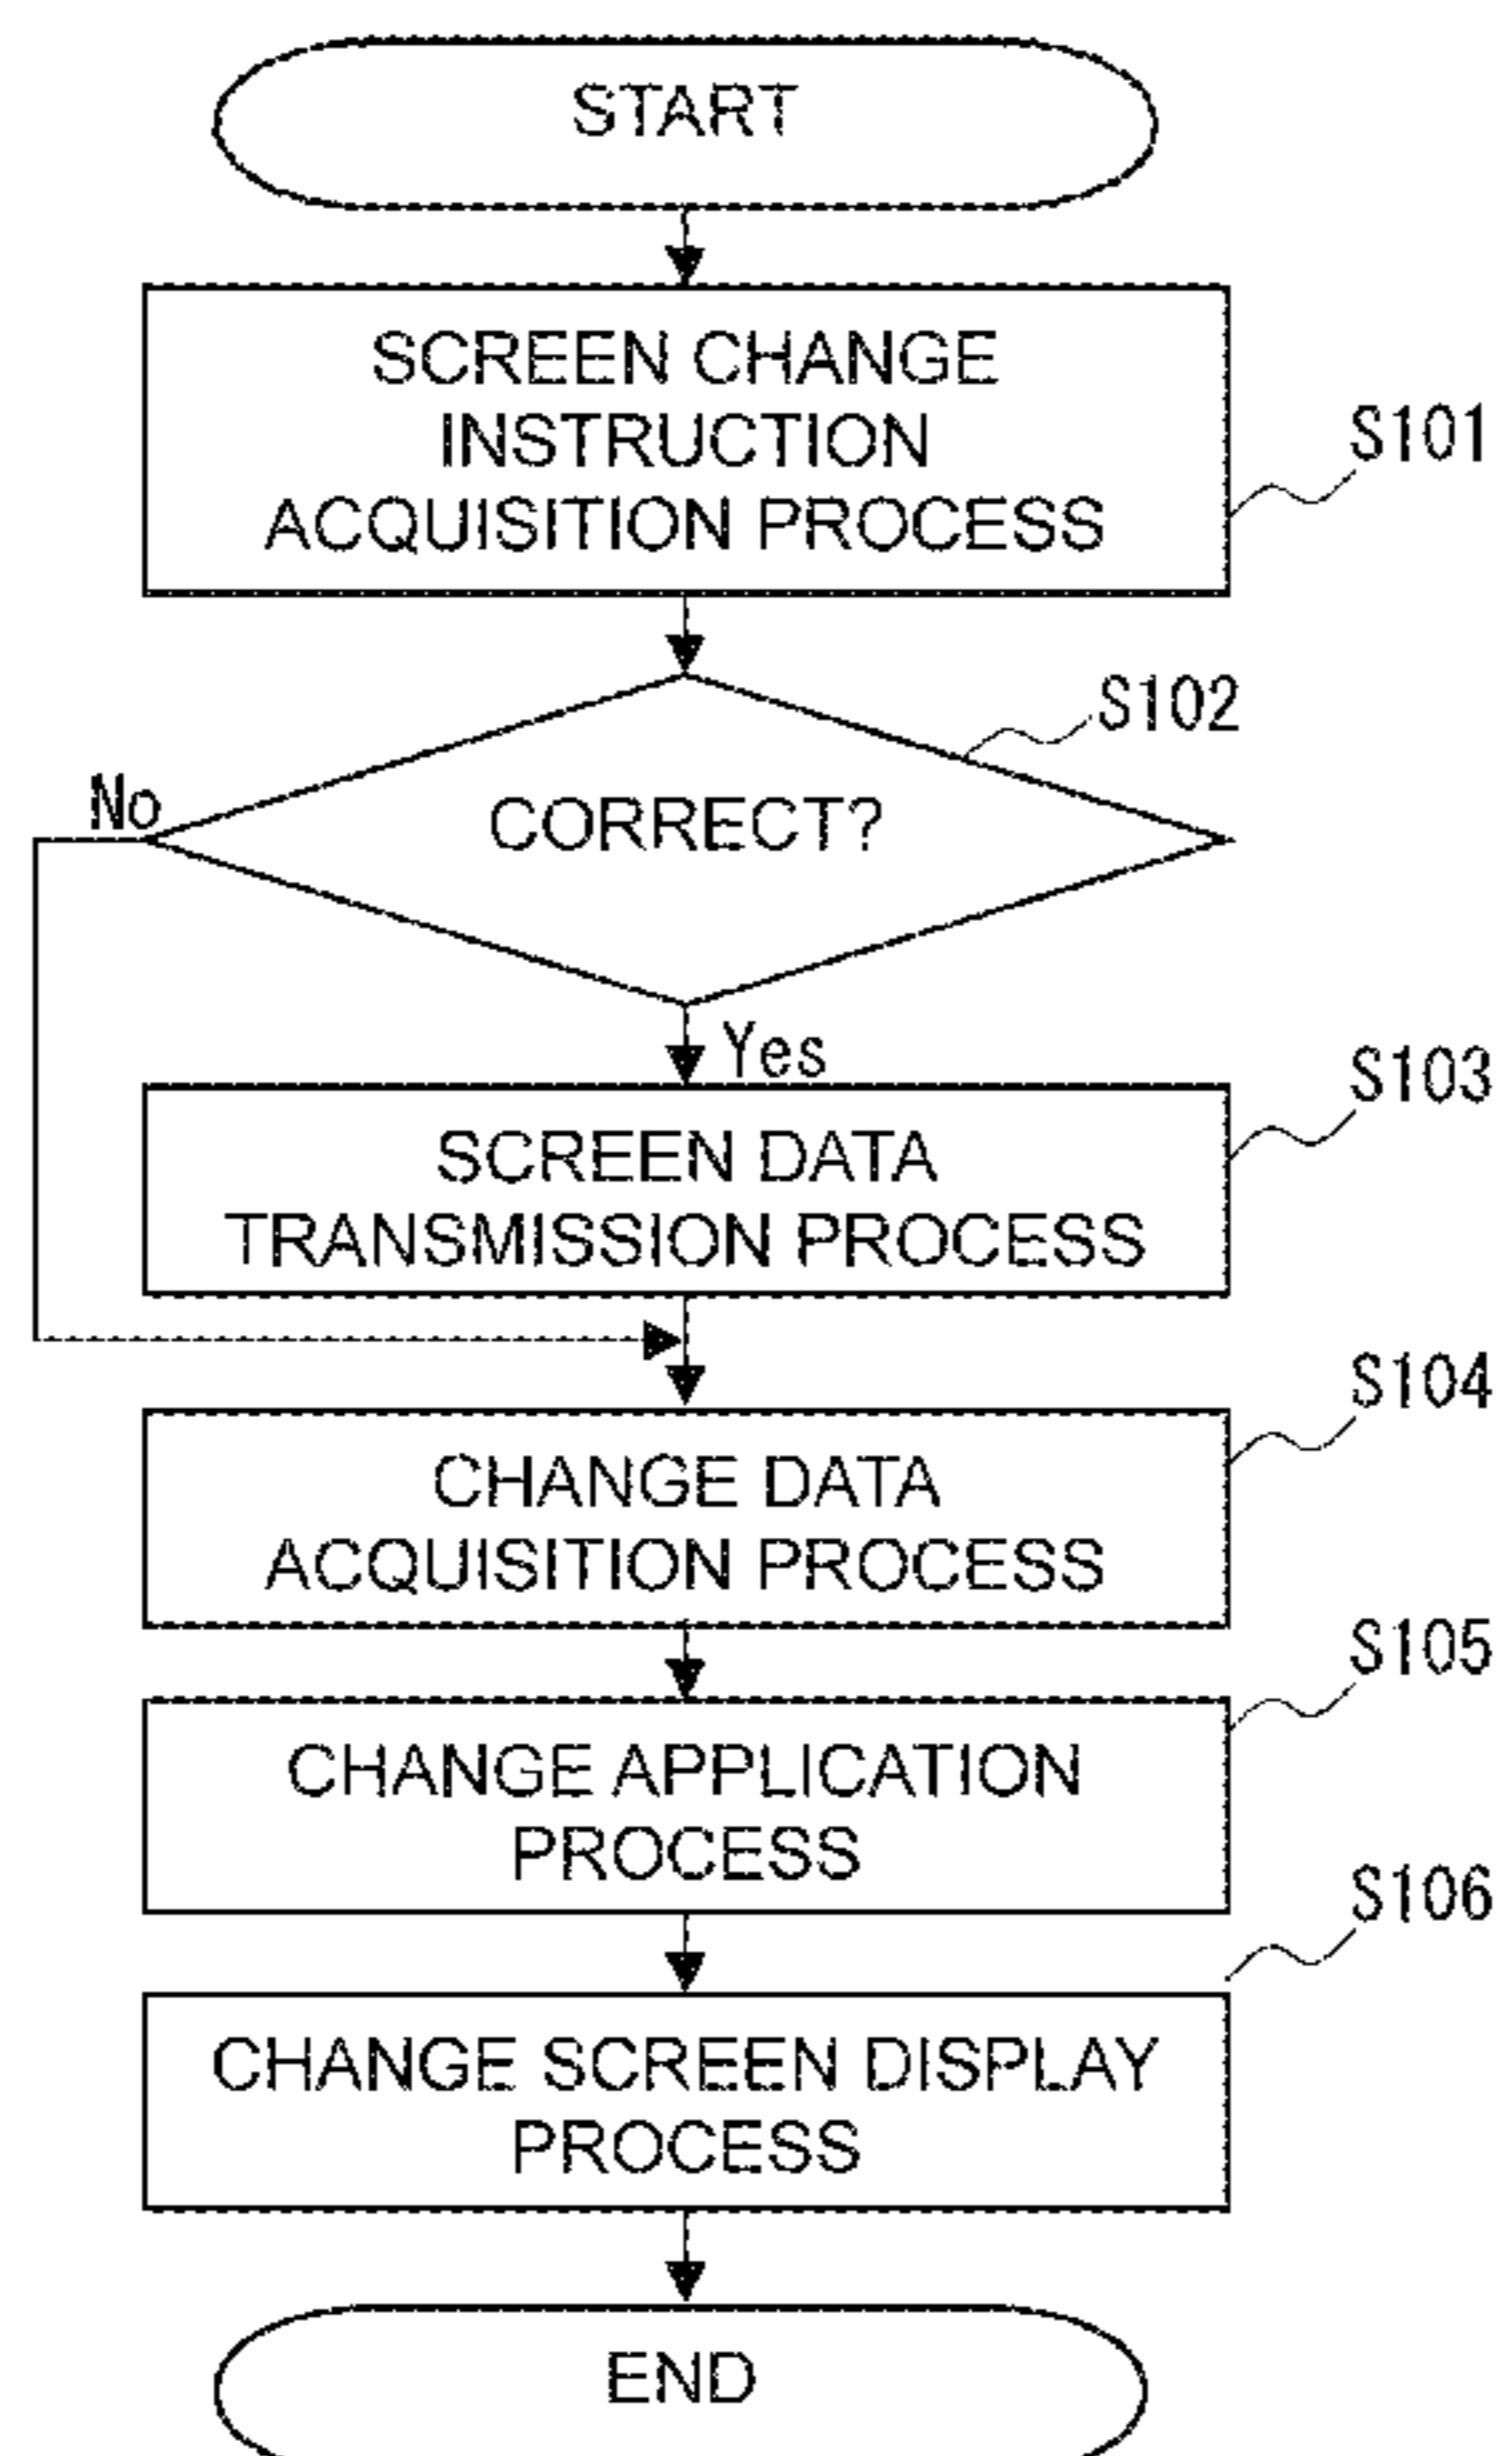 START
SCREEN CHANGE
INSTRUCTION
ACQUISITION PROCESS
S101
S102
No
CORRECT?
Yes
S103
SCREEN DATA
TRANSMISSION PROCESS
S104
CHANGE DATA
ACQUISITION PROCESS
S105
CHANGE APPLICATION
PROCESS
S106
CHANGE SCREEN DISPLAY
PROCESS
END